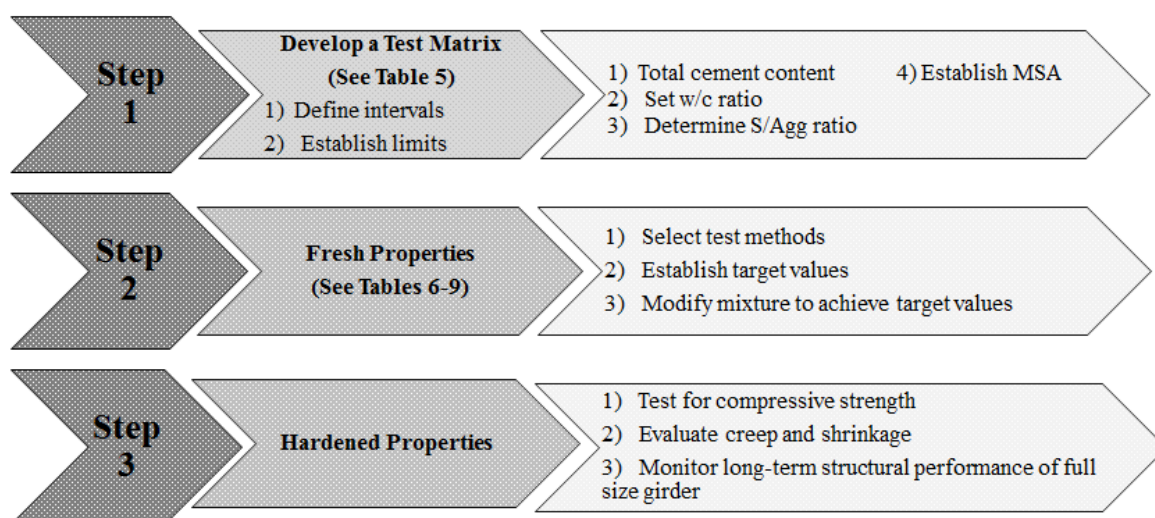 Step
1
Develop a Test Matrix
(See Table 5)
1) Define intervals
2) Establish limits
1) Total cement content
2) Set w/c ratio
3) Determine S/Agg ratio
4) Establish MSA
Step
2
Fresh Properties
(See Tables 6-9)
1) Select test methods
2) Establish target values
3) Modify mixture to achieve target values
Step
3
Hardened Properties
1) Test for compressive strength
2) Evaluate creep and shrinkage
3) Monitor long-term structural performance of full
size girder